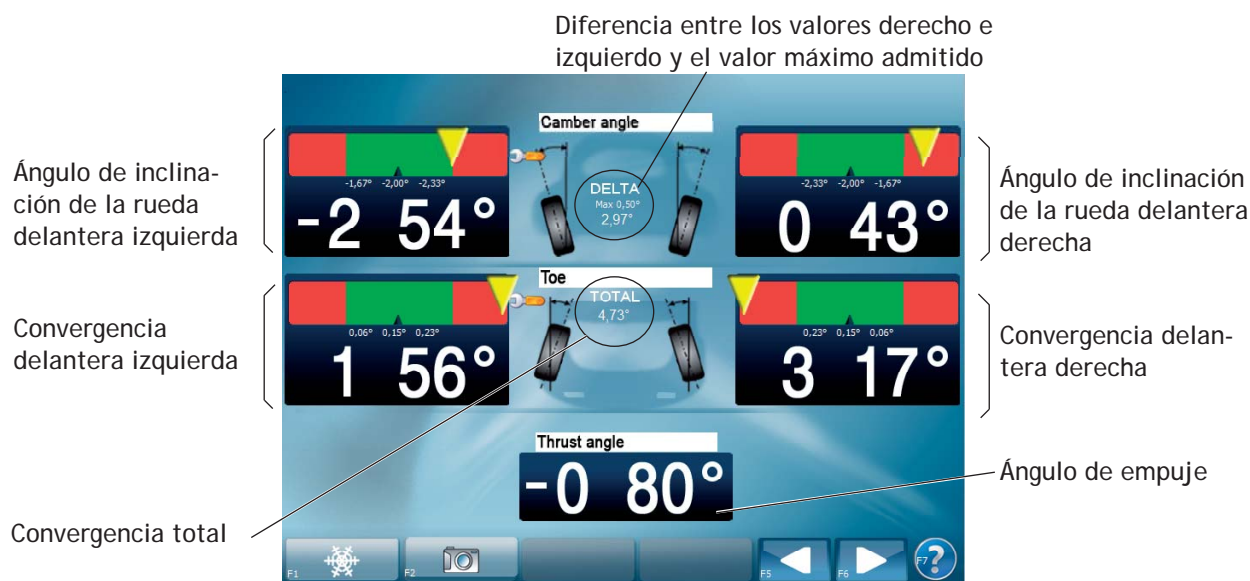 Diferencia entre los valores derecho e
izquierdo y el valor máximo admitido
Ángulo de inclina-
ción de la rueda
delantera izquierda
Camber angle
-1,67° -2,00° -2,33°
-2 54°
DELTA
Max 0,50°
2,97°
-2,33° -2,00° -1,67°
0 43°
Ángulo de inclinación
de la rueda delantera
derecha
Convergencia
delantera izquierda
Toe
0,06° 0,15° 0,23°
1 56°
TOTAL
4,73°
0,23° 0,15° 0,06°
3 17°
Convergencia delan-
tera derecha
Thrust angle
-0 80°
Ángulo de empuje
Convergencia total
F1
F2
F5
F6
F7
?